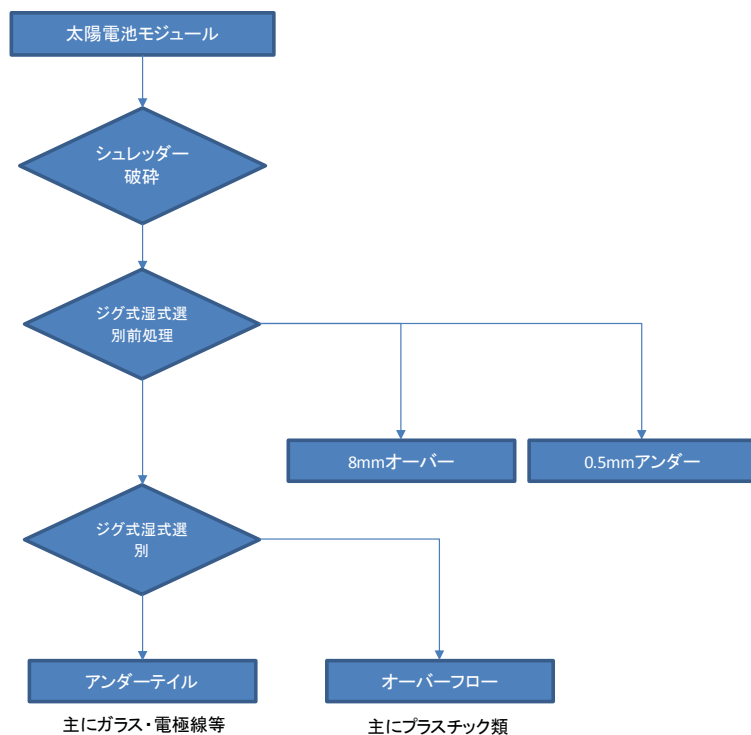 太陽電池モジュール
シュレッダー
破砕
ジグ式湿式選
別前処理
8mmオーバー
0.5mmアンダー
ジグ式湿式選
別
アンダーテイル
オーバーフロー
主にガラス・電極線等
主にプラスチック類